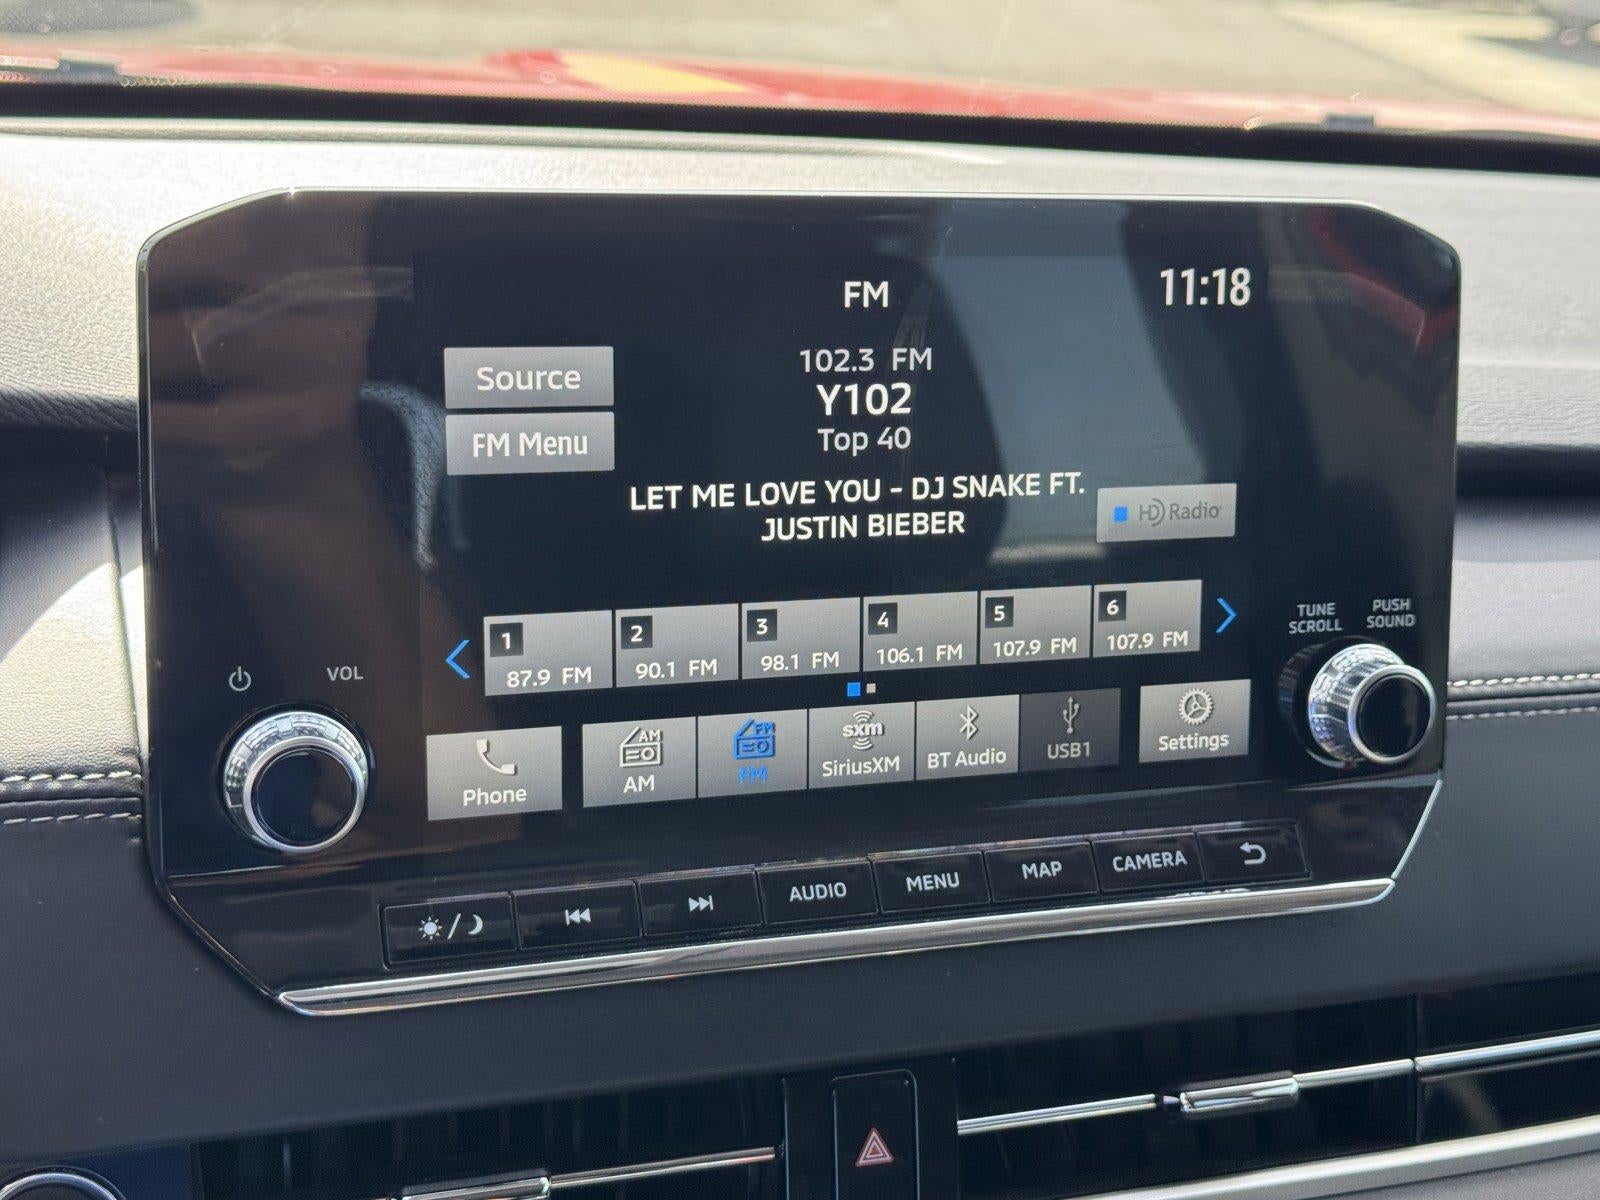 FM
11:18
Source
FM Menu
102.3 FM
Y102
Top 40
LET ME LOVE YOU - DJ SNAKE FT.
JUSTIN BIEBER
HD Radio
1
87.9 FM
2
90.1 FM
3
98.1 FM
4
106.1 FM
5
107.9 FM
6
107.9 FM
TUNE
SCROLL
PUSH
SOUND
VOL
Phone
AM
AM
FM
FM
sxm
SiriusXM
BT Audio
USB1
Settings
AUDIO
MENU
MAP
CAMERA